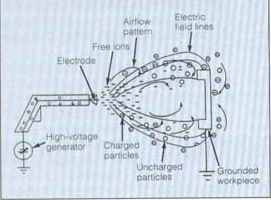 Airflow
pattern
Electric
field lines
Free ions
Electrode
High-voltage
generator
Charged
particles
Uncharged
particles
Grounded
workpiece